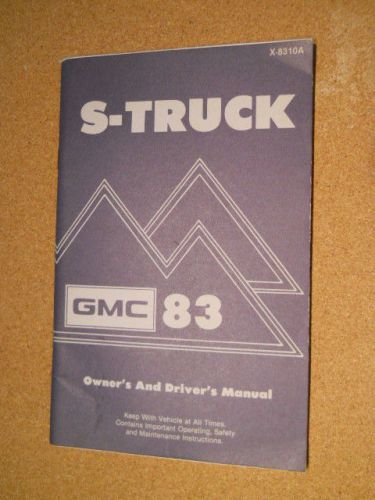 X-8310A
S-TRUCK
GMC 83
Owner's And Driver's Manual
Keep With Vehicle at All Times.
Contains Important Operating, Safety
and Maintenance Instructions.